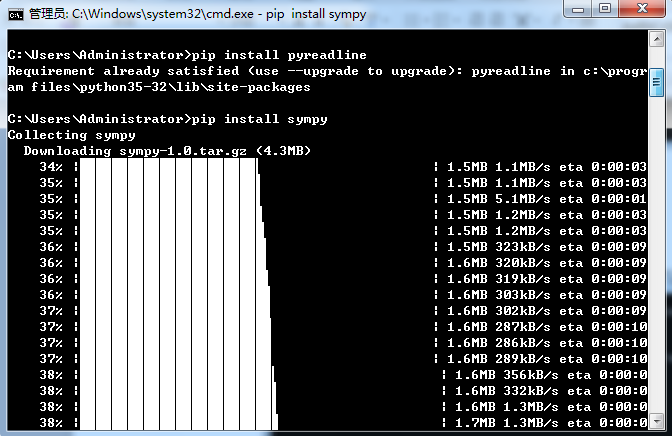 管理员: C:\Windows\system32\cmd.exe - pip  install sympy
C:\Users\Administrator>pip install pyreadline
Requirement already satisfied (use --upgrade to upgrade): pyreadline in c:\progr
am files\python35-32\lib\site-packages
C:\Users\Administrator>pip install sympy
Collecting sympy
  Downloading sympy-1.0.tar.gz (4.3MB)
34% | | 1.5MB 1.1MB/s eta 0:00:03
35% | | 1.5MB 1.1MB/s eta 0:00:03
35% | | 1.5MB 5.1MB/s eta 0:00:01
35% | | 1.5MB 1.2MB/s eta 0:00:03
35% | | 1.5MB 1.2MB/s eta 0:00:03
36% | | 1.5MB 323kB/s eta 0:00:09
36% | | 1.6MB 320kB/s eta 0:00:09
36% | | 1.6MB 319kB/s eta 0:00:09
36% | | 1.6MB 303kB/s eta 0:00:09
37% | | 1.6MB 302kB/s eta 0:00:09
37% | | 1.6MB 287kB/s eta 0:00:10
37% | | 1.6MB 286kB/s eta 0:00:10
37% | | 1.6MB 289kB/s eta 0:00:10
38% | | 1.6MB 356kB/s eta 0:00:0
38% | | 1.6MB 332kB/s eta 0:00:0
38% | | 1.6MB 1.3MB/s eta 0:00:0
38% | | 1.7MB 1.3MB/s eta 0:00:0